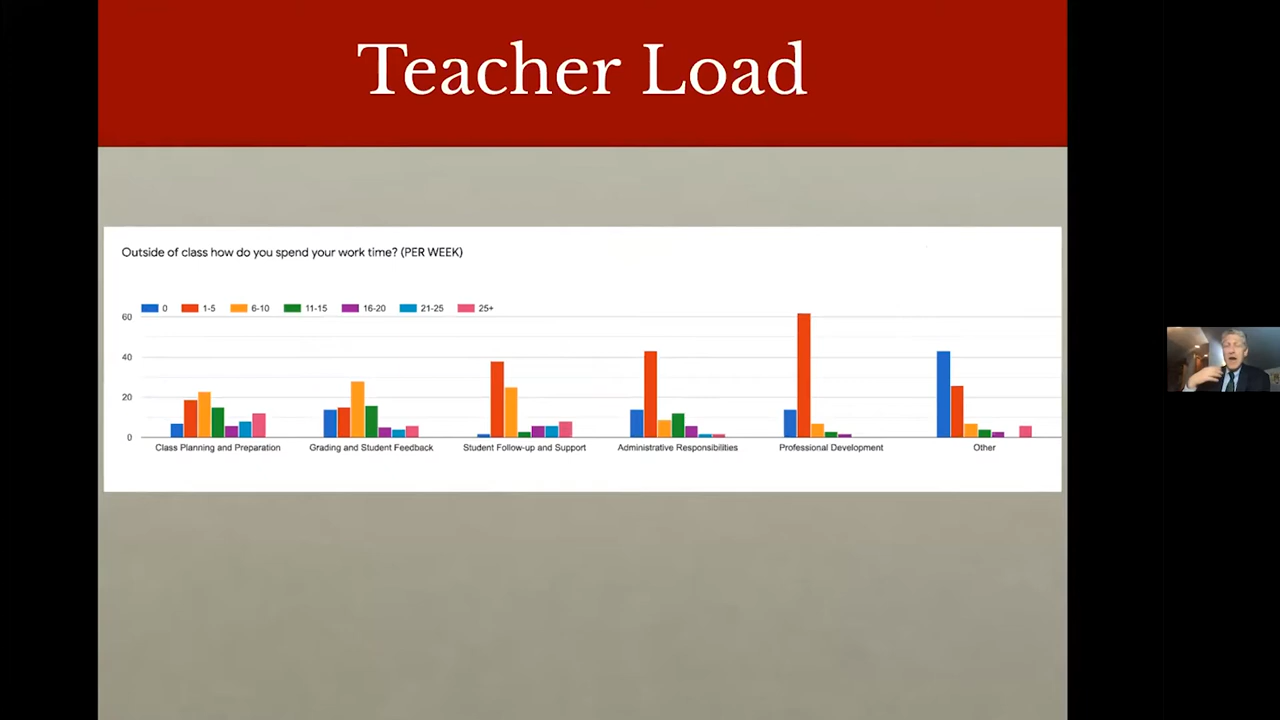 Teacher Load
Outside of class how do you spend your work time? (PER WEEK)
0 1-5 6-10 11-15 16-20 21-25 25+
60
40
20
0
Class Planning and Preparation Grading and Student Feedback Student Follow-up and Support Administrative Responsibilities Professional Development Other